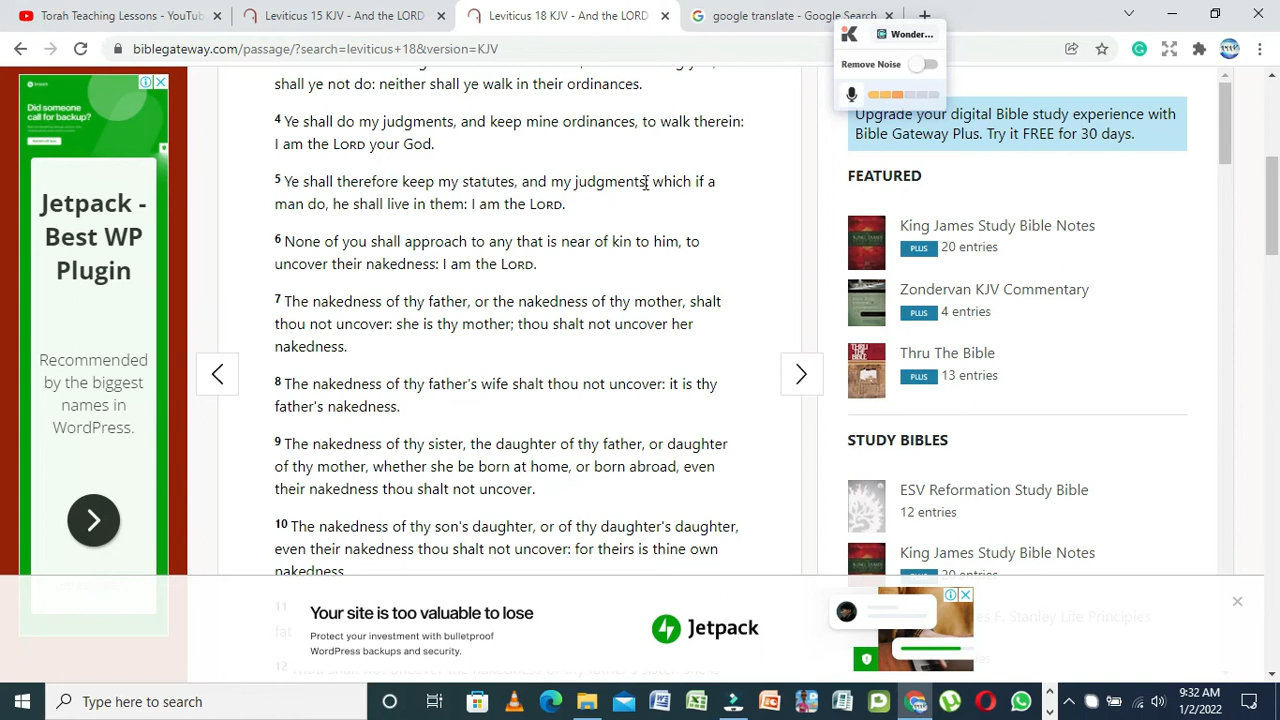 Toronto - YouTube
Leviticus 20 KJV - And the LORD
Leviticus 18 KJV - And the LORD
google translate - Google
biblegateway.com/passage/?search=Leviticus+18&version=KJV
Wonder...
Remove Noise
shall ye not do: neither shall ye walk in their ordinances.
4 Ye shall do my judgments, and keep mine ordinances, to walk therein:
I am the LORD your God.
5 Ye shall therefore keep my statutes, and my judgments: which if a
man do, he shall live in them: I am the LORD.
6 None of you shall approach to any that is near of kin to him, to
uncover their nakedness: I am the LORD.
7 The nakedness of thy father, or the nakedness of thy mother, shalt
thou not uncover: she is thy mother; thou shalt not uncover her
nakedness.
8 The nakedness of thy father's wife shalt thou not uncover: it is thy
father's nakedness.
9 The nakedness of thy sister, the daughter of thy father, or daughter
of thy mother, whether she be born at home, or born abroad, even
their nakedness thou shalt not uncover.
10 The nakedness of thy son's daughter, or of thy daughter's daughter,
even their nakedness thou shalt not uncover: for theirs is thine own
nakedness.
11
fat
12
Did someone
call for backup?
Jetpack -
Best WP
Plugin
Recommended
by the biggest
names in
WordPress.
Upgrade your digital Bible study experience with
Bible Gateway Plus. Try it FREE for 30 days.
FEATURED
King James Study Bible Notes
PLUS 20 entries
Zondervan KJV Commentary
PLUS 4 entries
Thru The Bible
PLUS 13 entries
STUDY BIBLES
ESV Reformation Study Bible
12 entries
King James Study Bible Notes
20 entries
es F. Stanley Life Principles
Your site is too valuable to lose
Protect your investment with bulletproof
WordPress backups and security.
Jetpack
Type here to search
:32 AM
1/2/2022